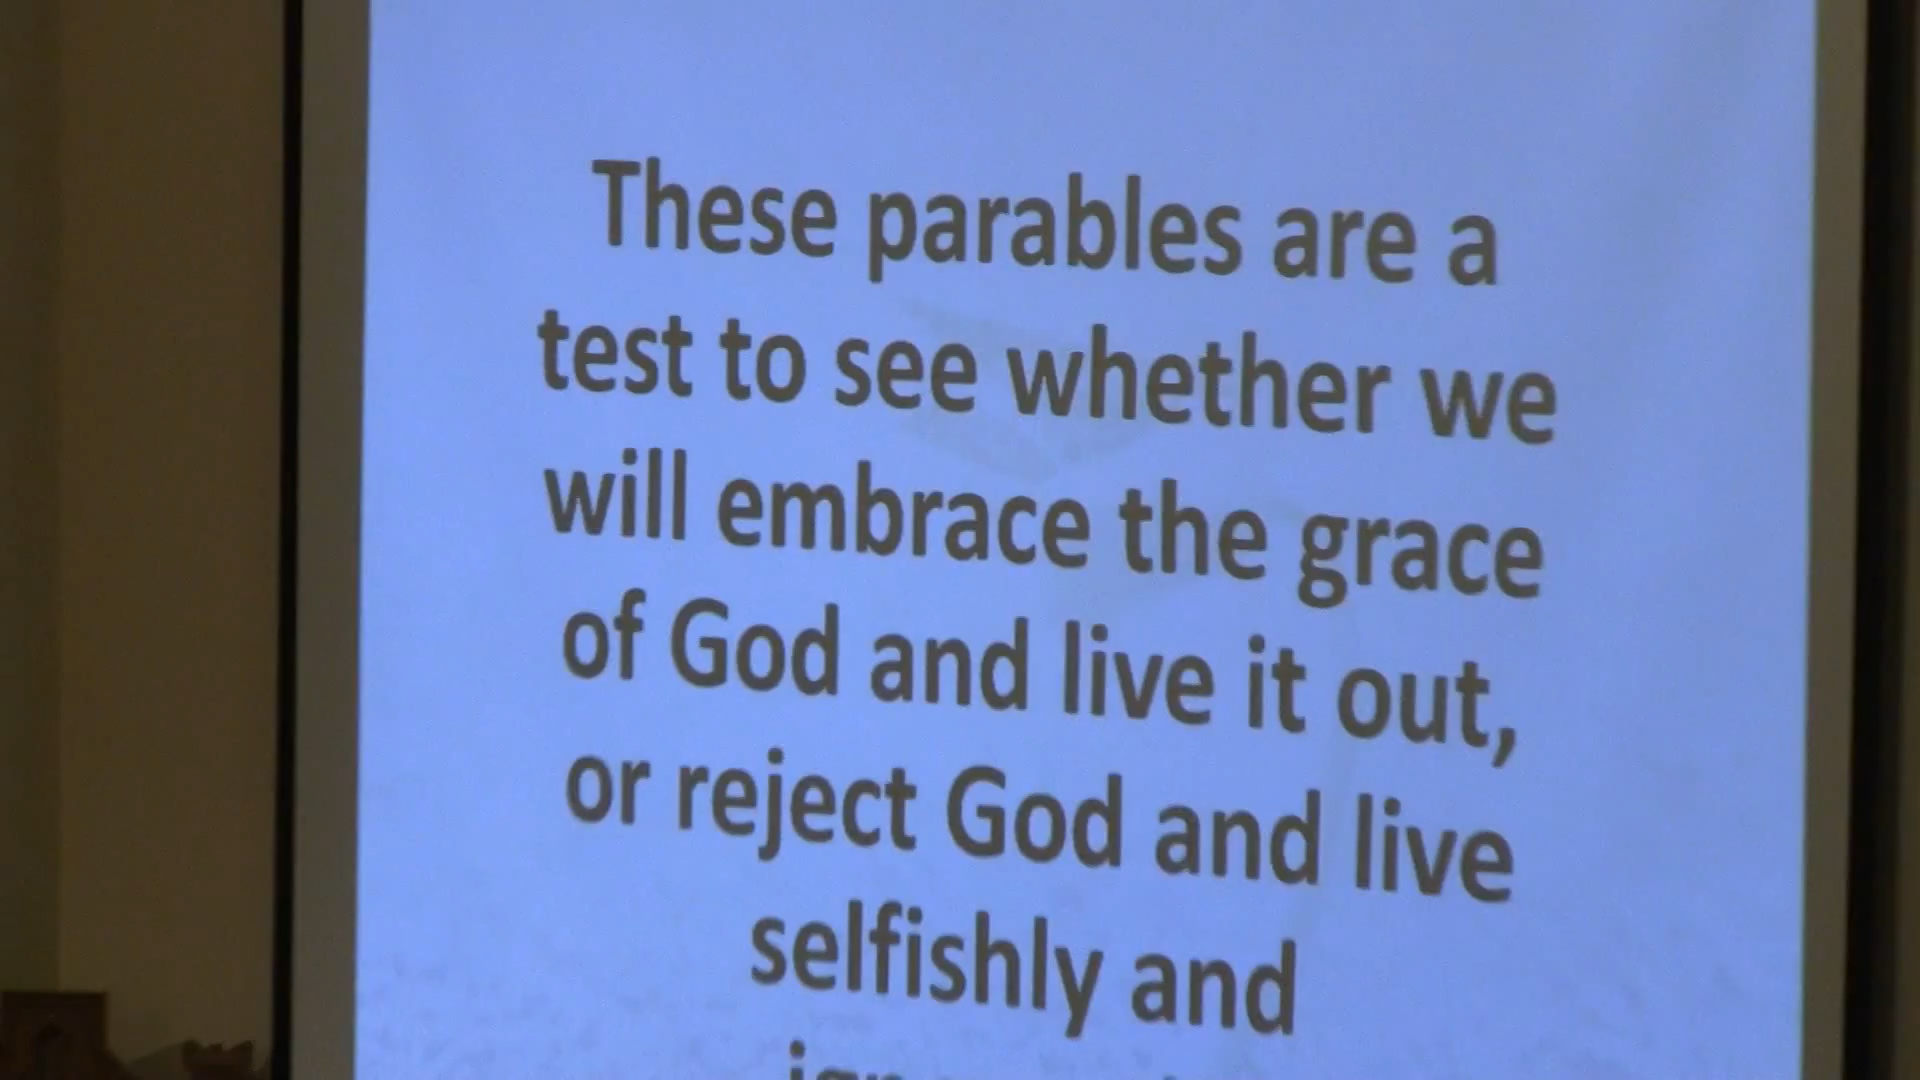 These parables are a
test to see whether we
will embrace the grace
of God and live it out,
or reject God and live
selfishly and